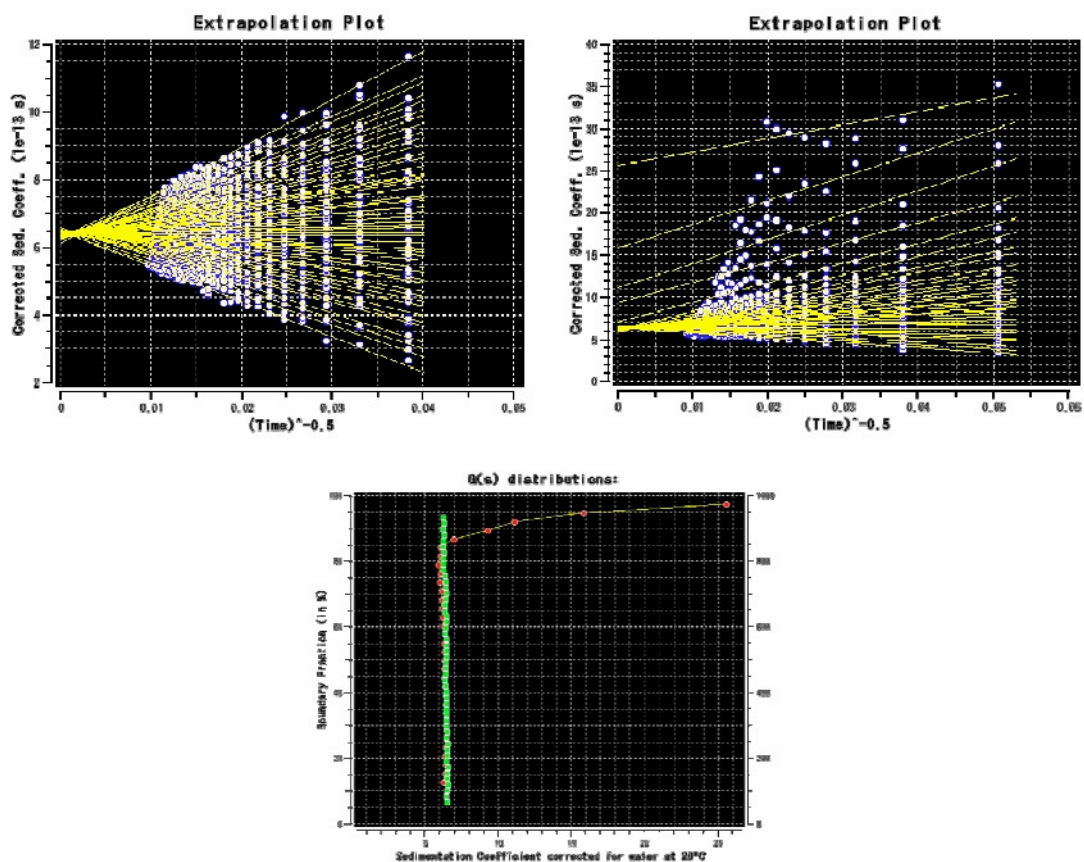 Extrapolation Plot
Corrected Sed. Coeff. (1e-13 s)
12
10
8
6
4
2
0 0.01 0.02 0.03 0.04 0.05
(Time)^-0.5
Extrapolation Plot
Corrected Sed. Coeff. (1e-13 s)
40
35
30
25
20
15
10
5
0
0 0.01 0.02 0.03 0.04 0.05 0.06
(Time)^-0.5
G(s) distributions:
Boundary Fraction (in %)
Sedimentation Coefficient corrected for water at 20°C